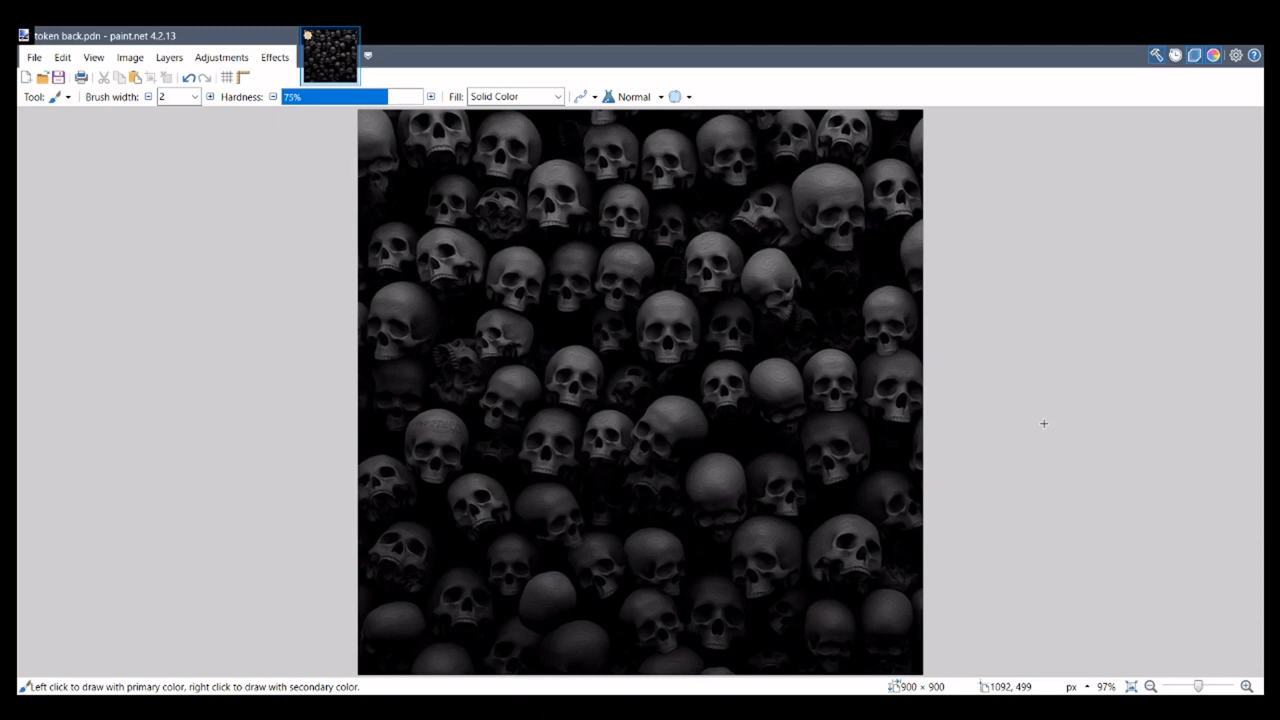 token back.pdn - paint.net 4.2.13
File Edit View Image Layers Adjustments Effects
Tool: Brush width: 2 Hardness: 75% Fill: Solid Color Normal
Left click to draw with primary color, right click to draw with secondary color. 900 × 900 1092, 499 px 97%